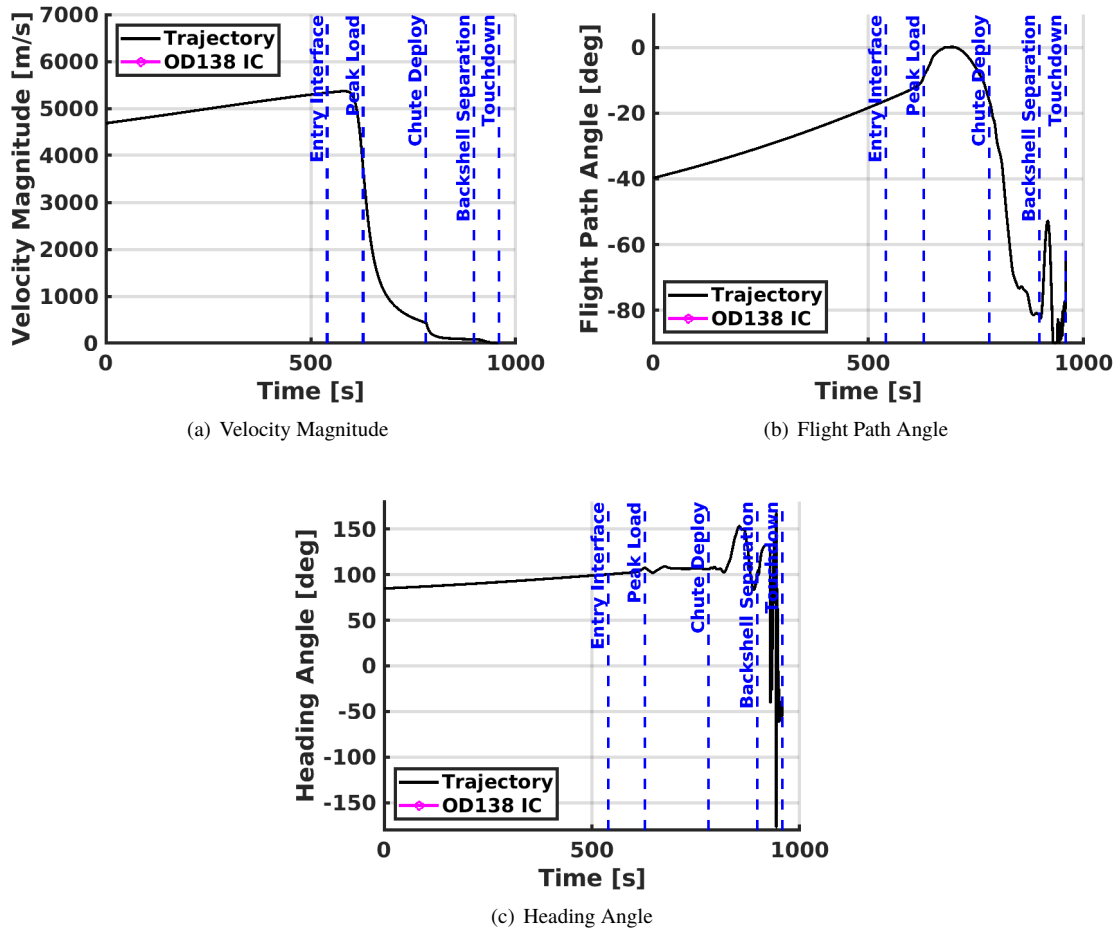 7000
6000
5000
4000
3000
2000
1000
0
Velocity Magnitude [m/s]
Trajectory
OD138 IC
Entry Interface
Peak Load
Chute Deploy
Backshell Separation
Touchdown
0
500
1000
Time [s]
(a) Velocity Magnitude
0
-20
-40
-60
-80
Flight Path Angle [deg]
Entry Interface
Peak Load
Chute Deploy
Backshell Separation
Touchdown
Trajectory
OD138 IC
0
500
1000
Time [s]
(b) Flight Path Angle
150
100
50
0
-50
-100
-150
Heading Angle [deg]
Entry Interface
Peak Load
Chute Deploy
Backshell Separation
Touchdown
Trajectory
OD138 IC
0
500
1000
Time [s]
(c) Heading Angle